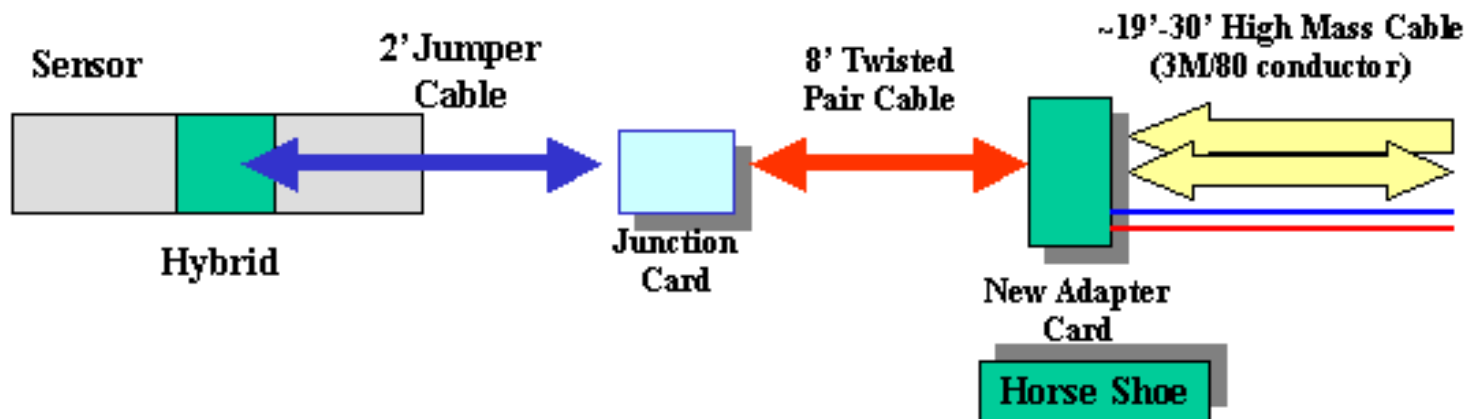 Sensor
2' Jumper
Cable
8' Twisted
Pair Cable
~19'-30' High Mass Cable
(3M/80 conductor)
Hybrid
Junction
Card
New Adapter
Card
Horse Shoe